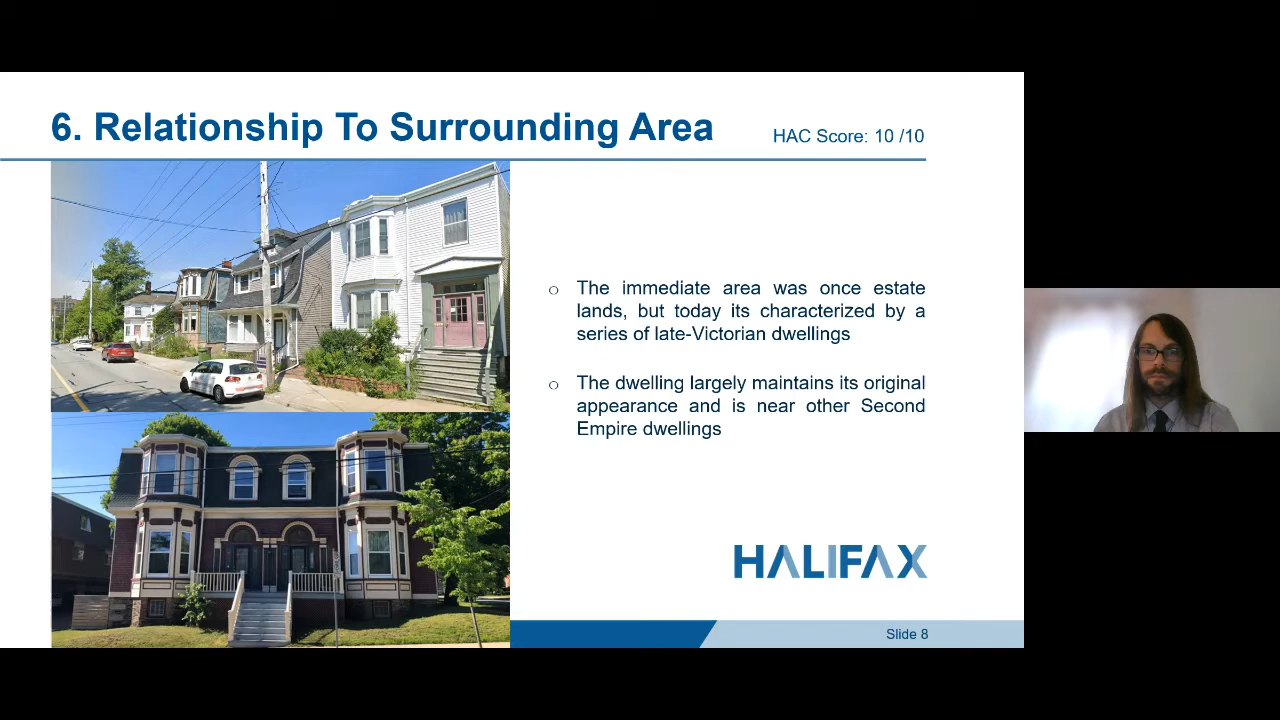 6. Relationship To Surrounding Area
HAC Score: 10 /10
The immediate area was once estate
lands, but today its characterized by a
series of late-Victorian dwellings
The dwelling largely maintains its original
appearance and is near other Second
Empire dwellings
HALIFAX
Slide 8